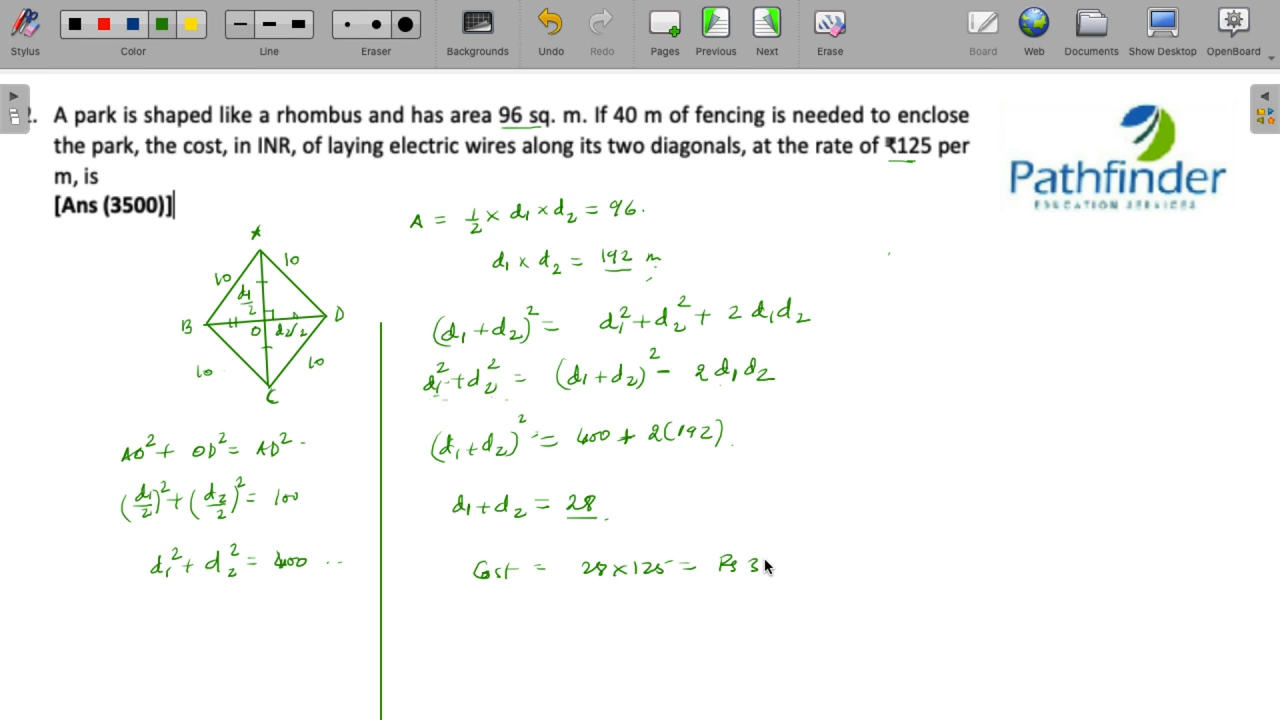 Stylus
Color
Line
Eraser
Backgrounds
Undo
Redo
Pages
Previous
Next
Erase
Board
Web
Documents
Show Desktop
OpenBoard
2. A park is shaped like a rhombus and has area 96 sq. m. If 40 m of fencing is needed to enclose
the park, the cost, in INR, of laying electric wires along its two diagonals, at the rate of ₹125 per
m, is
[Ans (3500)]
Pathfinder
EDUCATION SERVICES
A
10
10
d1/2
B
O
d2/2
D
10
10
C
AO² + OD² = AD²
(d1/2)² + (d2/2)² = 100
d1² + d2² = 400
A = 1/2 × d1 × d2 = 96.
d1 × d2 = 192 m
(d1 + d2)² = d1² + d2² + 2 d1d2
d1² + d2² = (d1 + d2)² - 2 d1d2
(d1 + d2)² = 400 + 2(192).
d1 + d2 = 28.
Cost = 28 × 125 = Rs 3